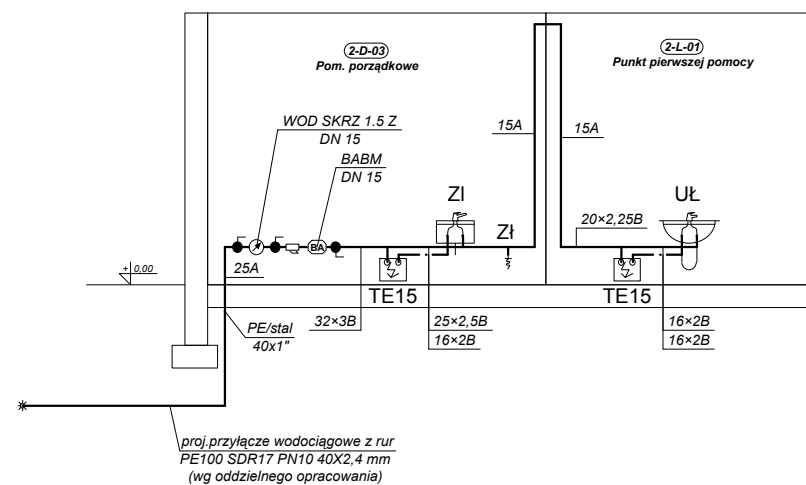 2-D-03
Pom. porządkowe
2-L-01
Punkt pierwszej pomocy
WOD SKRZ 1.5 Z
DN 15
BABM
DN 15
15A
15A
Zl
Zł
UŁ
20×2,25B
BA
+ 0,00
25A
TE15
TE15
PE/stal
40x1"
32×3B
25×2,5B
16×2B
16×2B
16×2B
proj.przyłącze wodociągowe z rur
PE100 SDR17 PN10 40X2,4 mm
(wg oddzielnego opracowania)